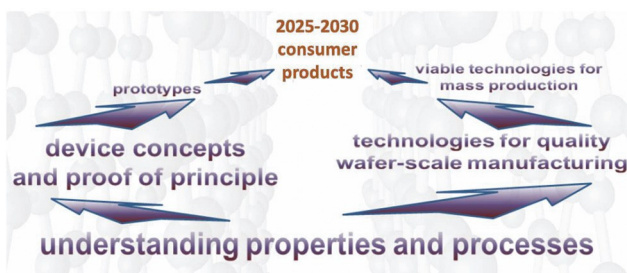 2025-2030
consumer
products
prototypes
viable technologies for
mass production
device concepts
and proof of principle
technologies for quality
wafer-scale manufacturing
understanding properties and processes